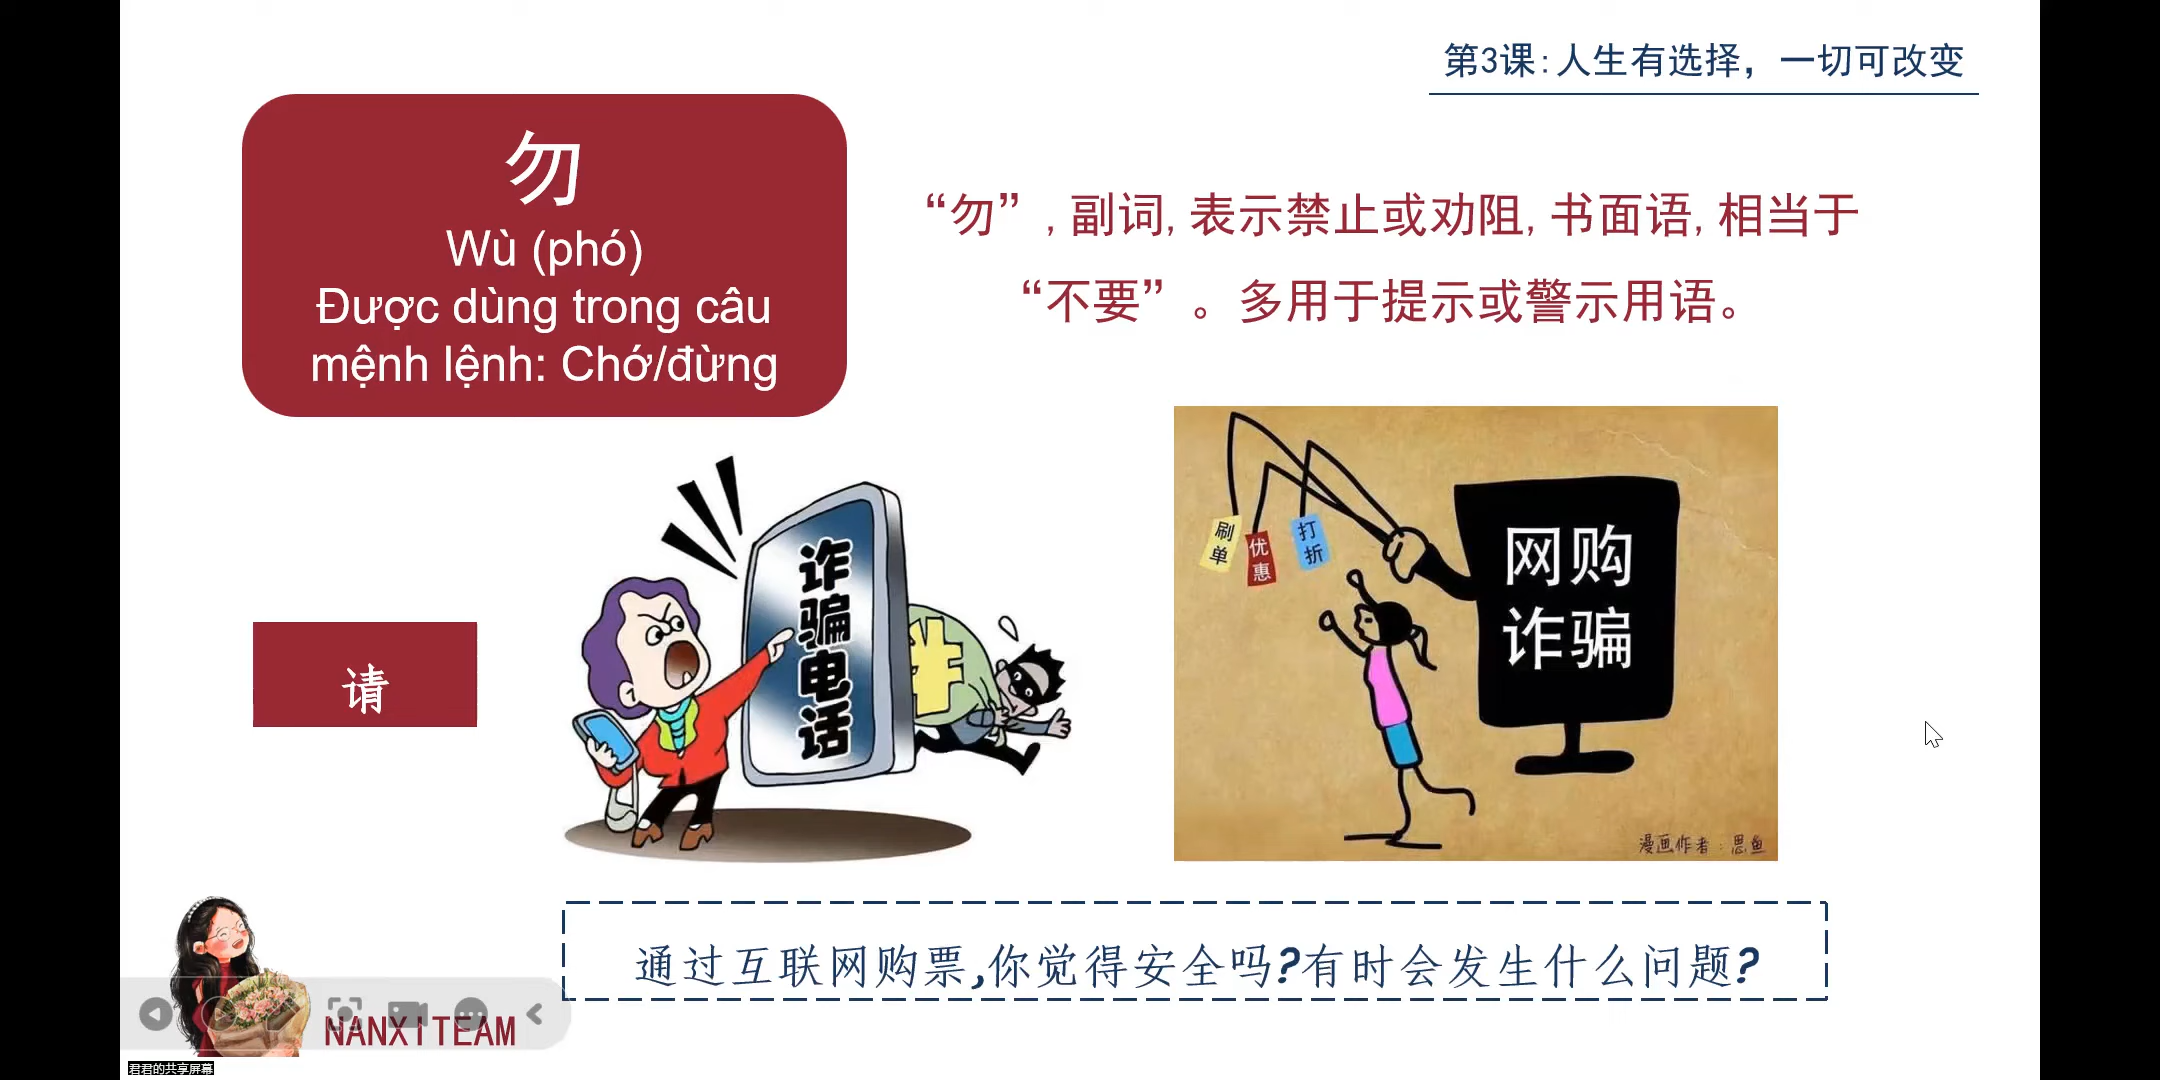 第3课:人生有选择，一切可改变
勿
Wù (phó)
Được dùng trong câu
mệnh lệnh: Chớ/đừng
“勿”,副词,表示禁止或劝阻,书面语,相当于
“不要”。多用于提示或警示用语。
请
诈骗电话
刷单
优惠
打折
网购
诈骗
漫画作者：思鱼
通过互联网购票,你觉得安全吗?有时会发生什么问题?
NANXITEAM
君君的共享屏幕